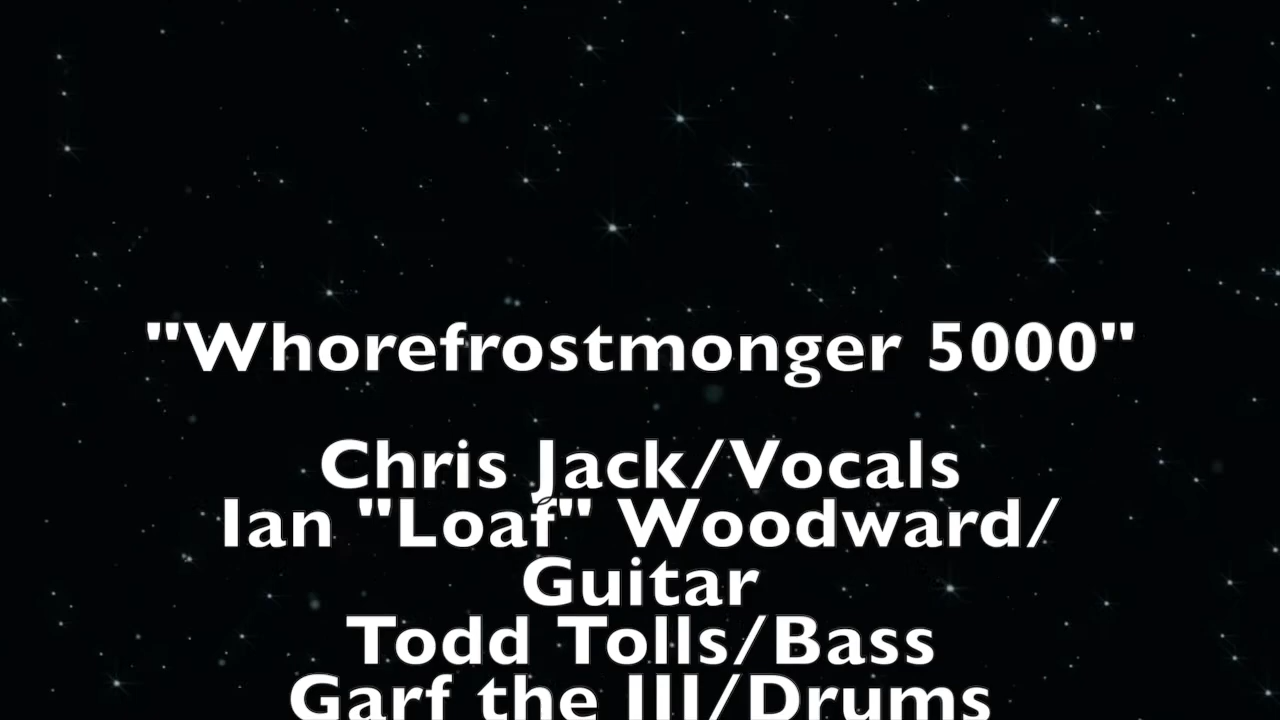 "Whorefrostmonger 5000"
Chris Jack/Vocals
Ian "Loaf" Woodward/
Guitar
Todd Tolls/Bass
Garf the III/Drums